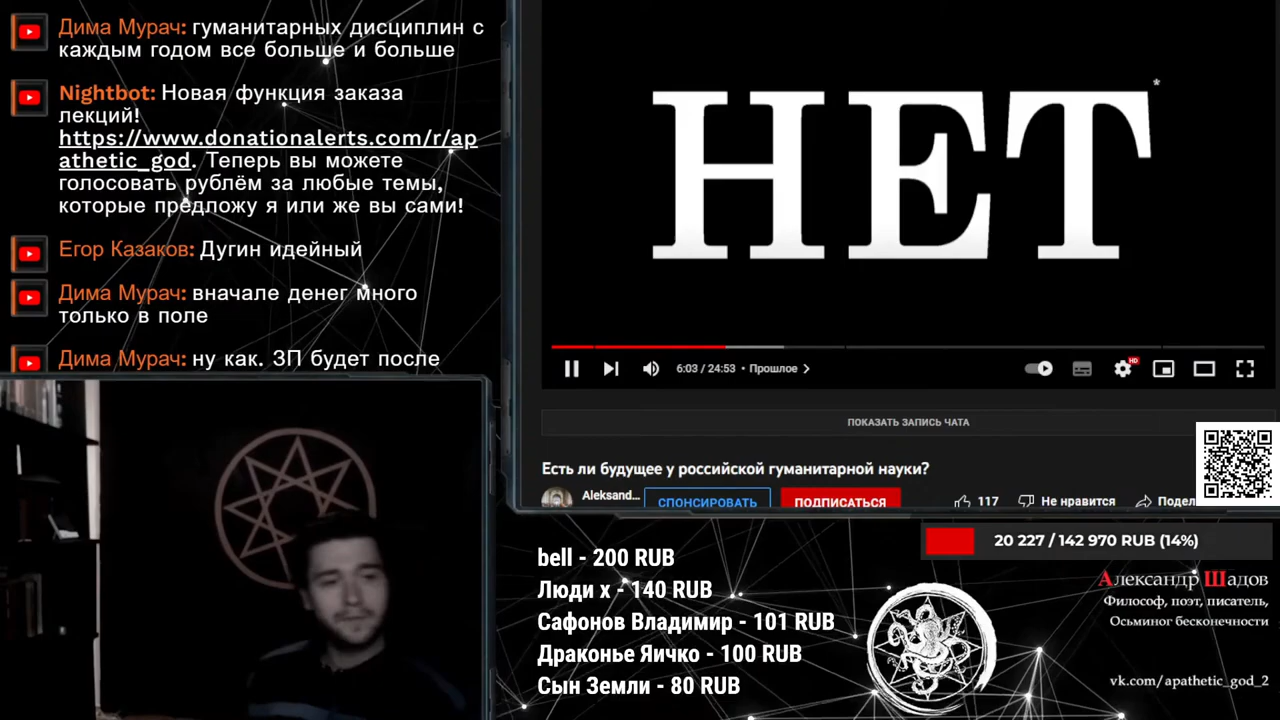 Дима Мурач: гуманитарных дисциплин с
каждым годом все больше и больше
Nightbot: Новая функция заказа
лекций!
https://www.donationalerts.com/r/ap
athetic_god. Теперь вы можете
голосовать рублём за любые темы,
которые предложу я или же вы сами!
Егор Казаков: Дугин идейный
Дима Мурач: вначале денег много
только в поле
Дима Мурач: ну как. ЗП будет после
НЕТ*
6:03 / 24:53 • Прошлое
HD
ПОКАЗАТЬ ЗАПИСЬ ЧАТА
Есть ли будущее у российской гуманитарной науки?
Aleksand...
СПОНСИРОВАТЬ
ПОДПИСАТЬСЯ
117
Не нравится
Подел
20 227 / 142 970 RUB (14%)
bell - 200 RUB
Люди x - 140 RUB
Сафонов Владимир - 101 RUB
Драконье Яичко - 100 RUB
Сын Земли - 80 RUB
Александр Шадов
Философ, поэт, писатель,
Осьминог бесконечности
vk.com/apathetic_god_2